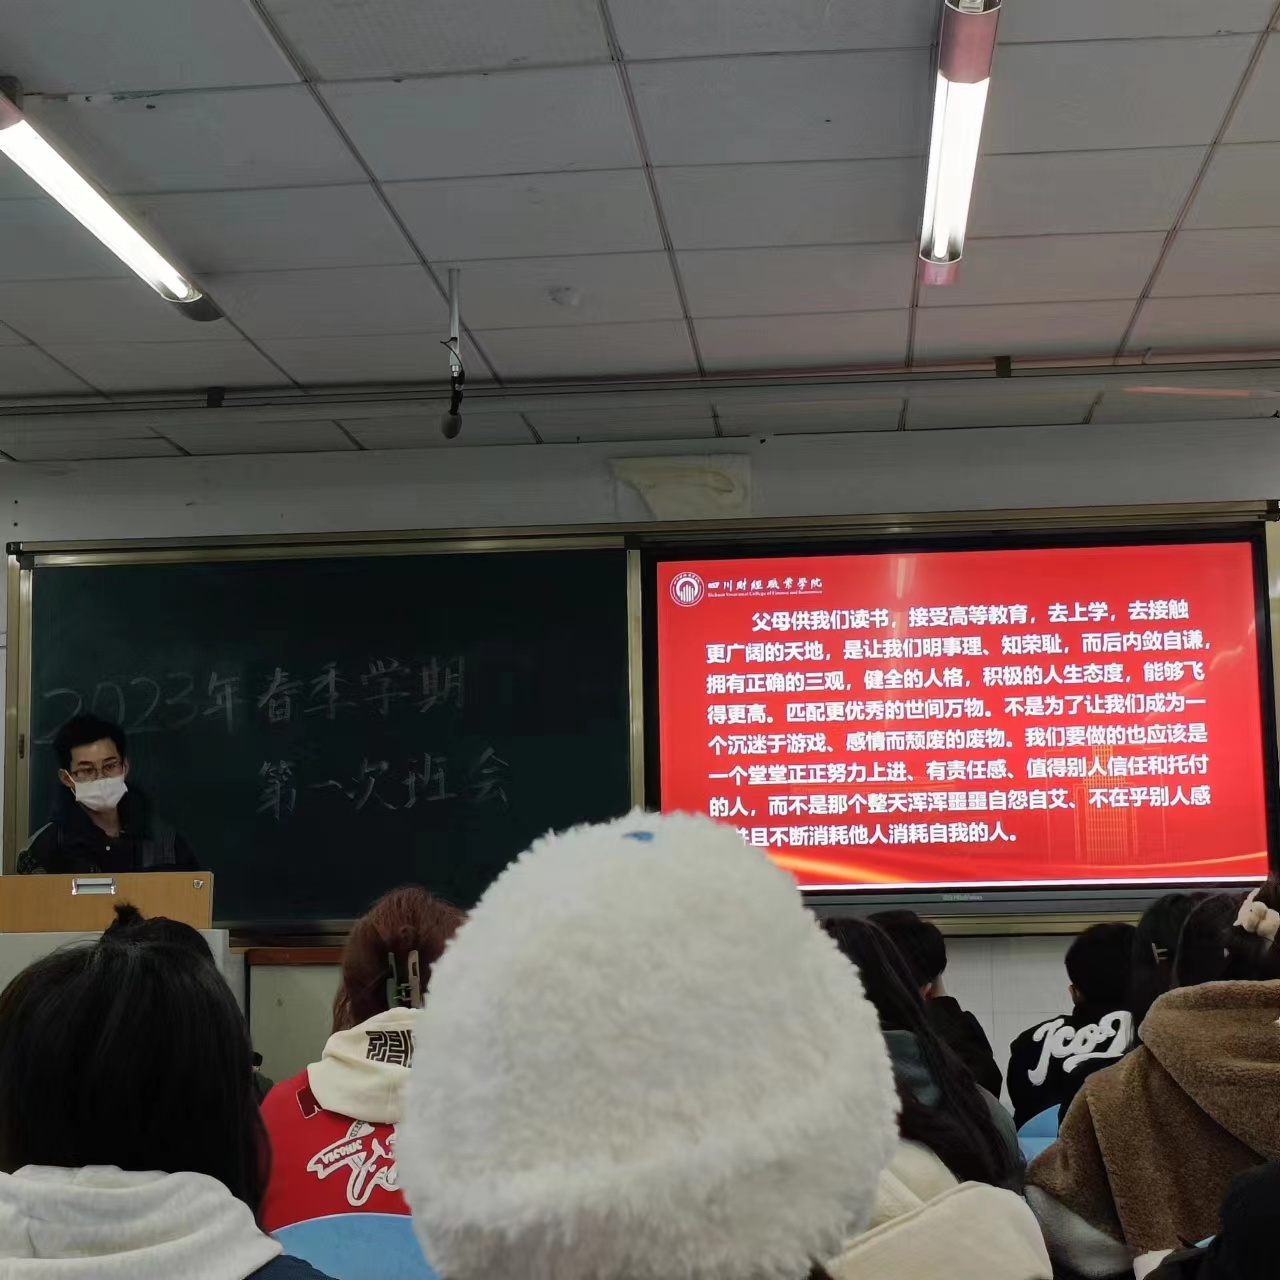 2023年春季学期
第一次班会
四川财经职业学院
Sichuan Vocational College of Finance and Economics
父母供我们读书，接受高等教育，去上学，去接触
更广阔的天地，是让我们明事理、知荣耻，而后内敛自谦，
拥有正确的三观，健全的人格，积极的人生态度，能够飞
得更高。匹配更优秀的世间万物。不是为了让我们成为一
个沉迷于游戏、感情而颓废的废物。我们要做的也应该是
一个堂堂正正努力上进、有责任感、值得别人信任和托付
的人，而不是那个整天浑浑噩噩自怨自艾、不在乎别人感
并且不断消耗他人消耗自我的人。